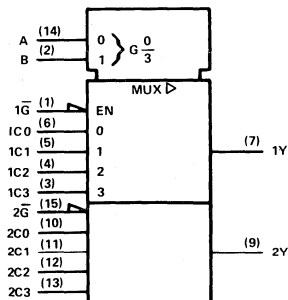 A (14) 0 G 0/3
B (2) 1
MUX ▷
1G̅ (1) EN
IC0 (6) 0
1C1 (5) 1 (7) 1Y
1C2 (4) 2
1C3 (3) 3
2G̅ (15)
2C0 (10)
2C1 (11) (9) 2Y
2C2 (12)
2C3 (13)